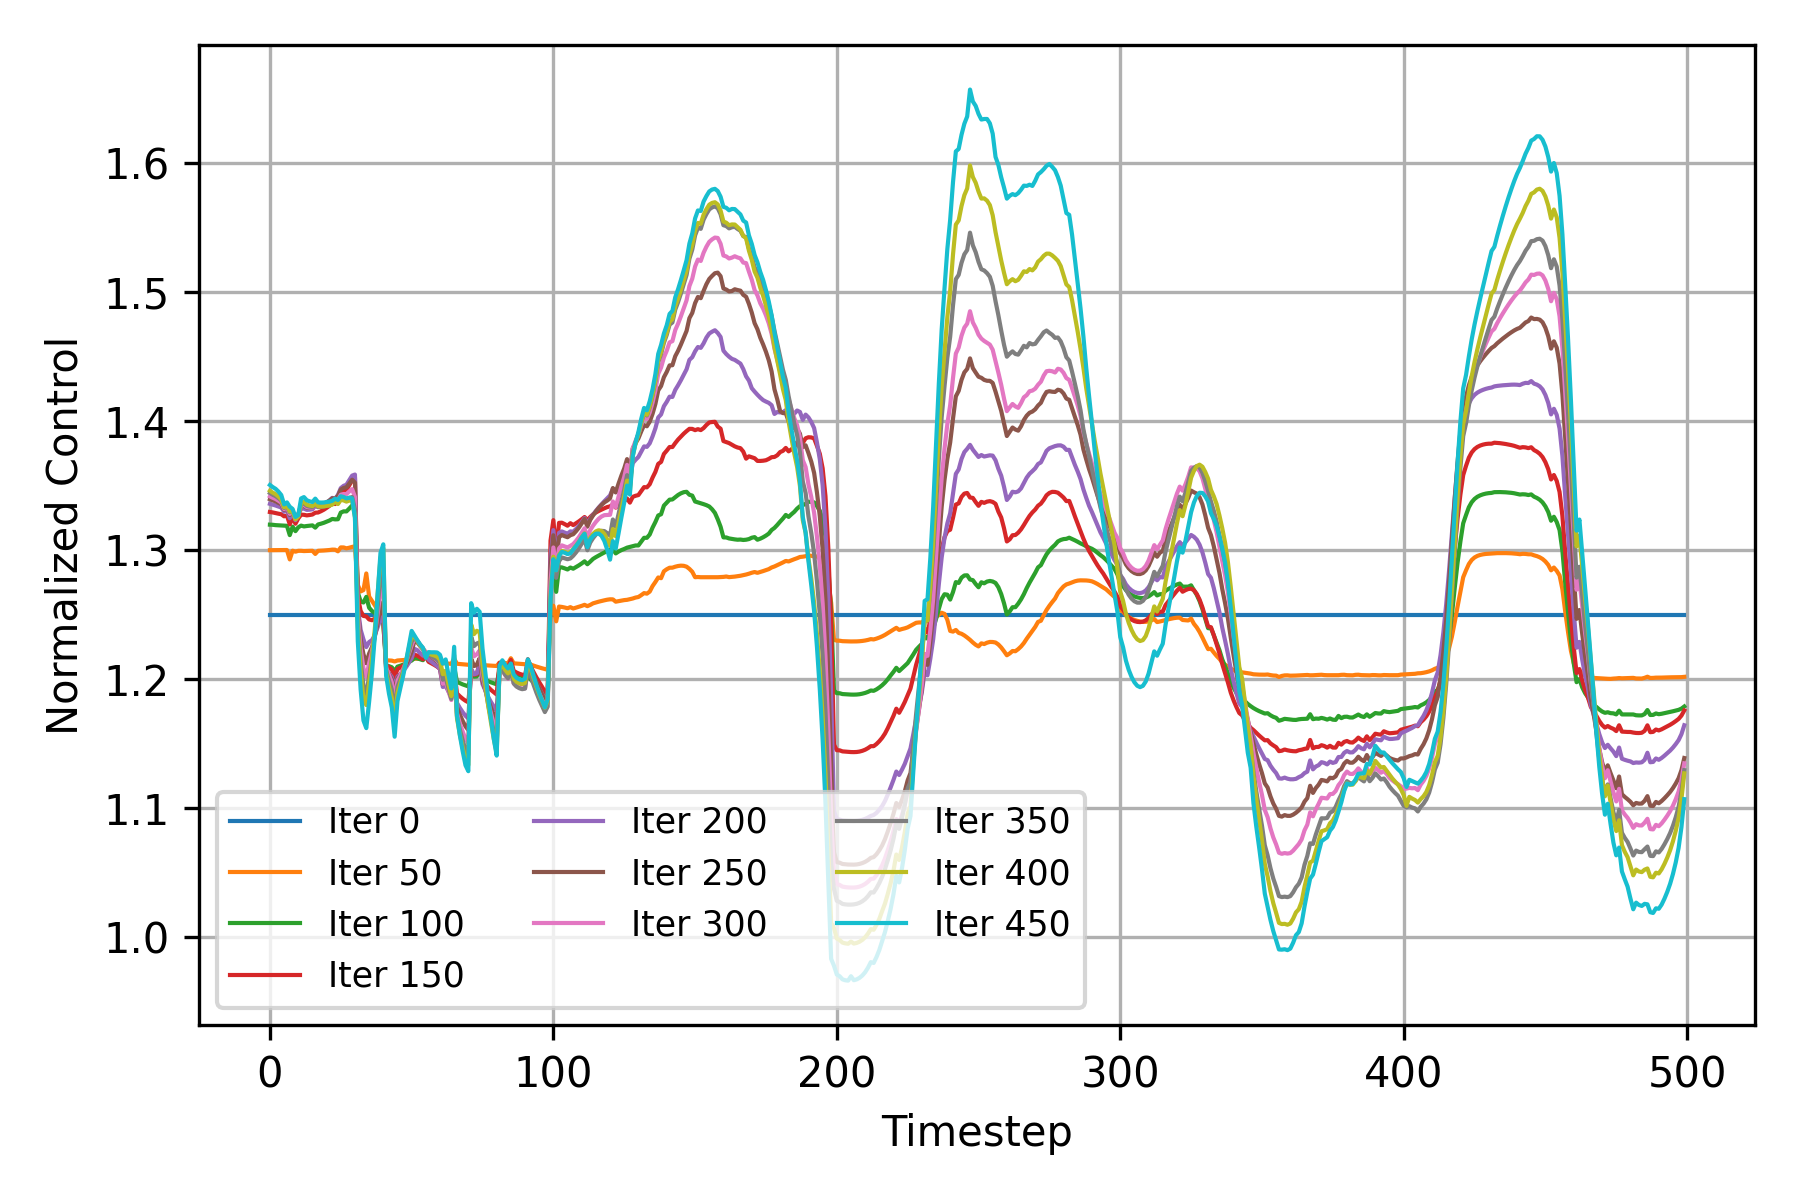 Normalized Control
1.6
1.5
1.4
1.3
1.2
1.1
1.0
Iter 0
Iter 50
Iter 100
Iter 150
Iter 200
Iter 250
Iter 300
Iter 350
Iter 400
Iter 450
0 100 200 300 400 500
Timestep